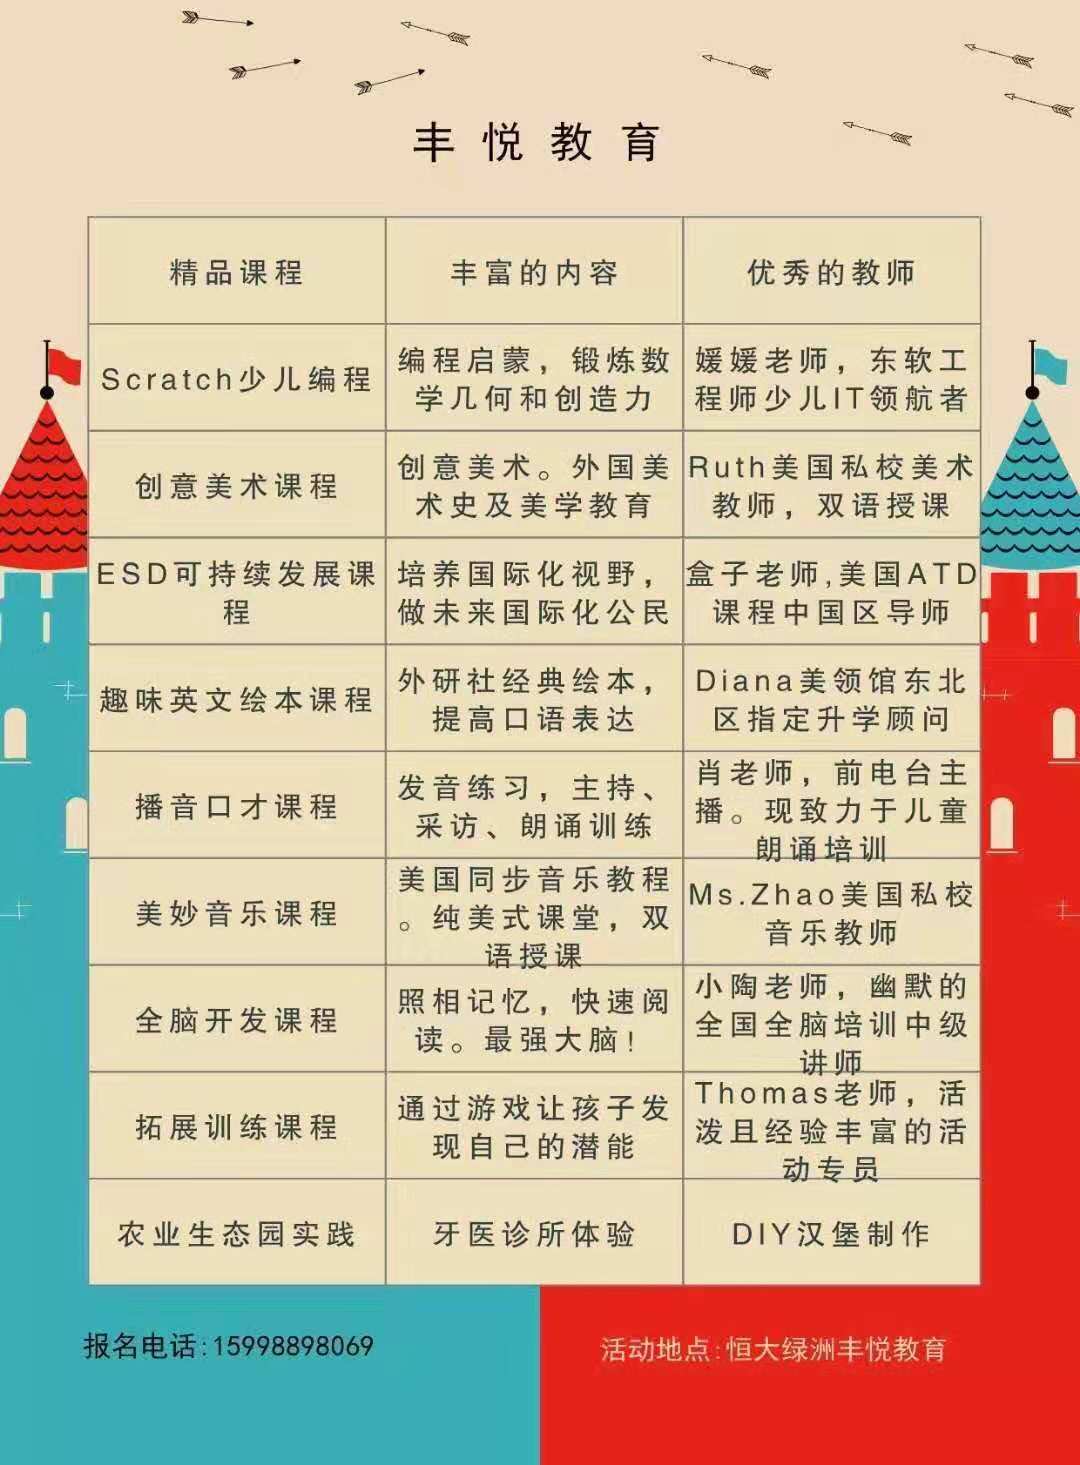 丰悦教育
精品课程
丰富的内容
优秀的教师
Scratch少儿编程
编程启蒙，锻炼数
学几何和创造力
媛媛老师，东软工
程师少儿IT领航者
创意美术课程
创意美术。外国美
术史及美学教育
Ruth美国私校美术
教师，双语授课
ESD可持续发展课
程
培养国际化视野，
做未来国际化公民
盒子老师,美国ATD
课程中国区导师
趣味英文绘本课程
外研社经典绘本，
提高口语表达
Diana美领馆东北
区指定升学顾问
播音口才课程
发音练习，主持、
采访、朗诵训练
肖老师，前电台主
播。现致力于儿童
朗诵培训
美妙音乐课程
美国同步音乐教程
。纯美式课堂，双
语授课
Ms.Zhao美国私校
音乐教师
全脑开发课程
照相记忆，快速阅
读。最强大脑！
小陶老师，幽默的
全国全脑培训中级
讲师
拓展训练课程
通过游戏让孩子发
现自己的潜能
Thomas老师，活
泼且经验丰富的活
动专员
农业生态园实践
牙医诊所体验
DIY汉堡制作
报名电话:15998898069
活动地点:恒大绿洲丰悦教育